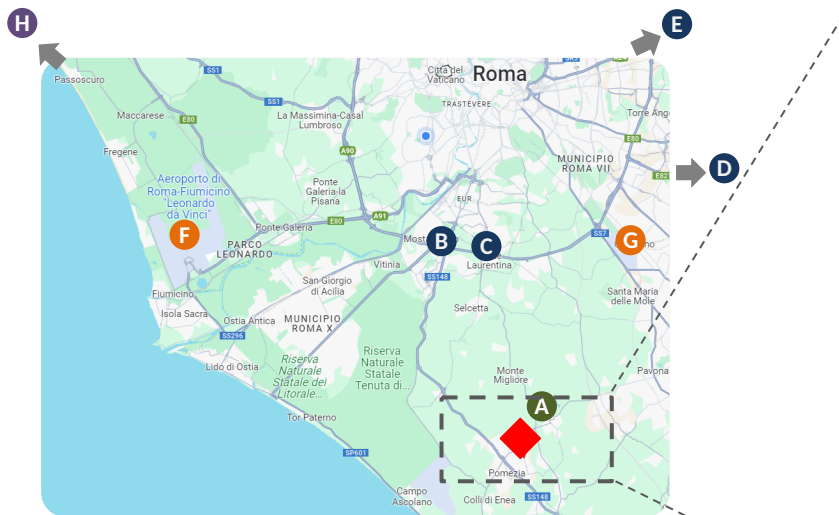 H
E
Passoscuro
SS1
Città del
Vaticano
Roma
E80
A24
TRASTEVERE
Maccarese
SS1
La Massimina-Casal
Lumbroso
Torre Ang
E80
Fregene
A90
MUNICIPIO
ROMA VII
D
E821
Aeroporto di
Roma-Fiumicino
"Leonardo
da Vinci"
Ponte
Galeria-la
Pisana
EUR
A91
E80
Ponte Galeria
F
PARCO
LEONARDO
B
C
SS7
G
Most
Laurentina
Vitinia
SS148
San-Giorgio
di Acilia
Fiumicino
Isola Sacra
Ostia Antica
MUNICIPIO
ROMA X
Selcetta
Santa Maria
delle Mole
SS296
Lido di Ostia
Riserva
Naturale
Statale dei
Litorale...
Riserva
Naturale
Statale
Tenuta di...
Monte
Migliore
Pavona
A
Tor Paterno
SP601
Pomezia
Campo
Ascolano
Colli di Enea
SS148